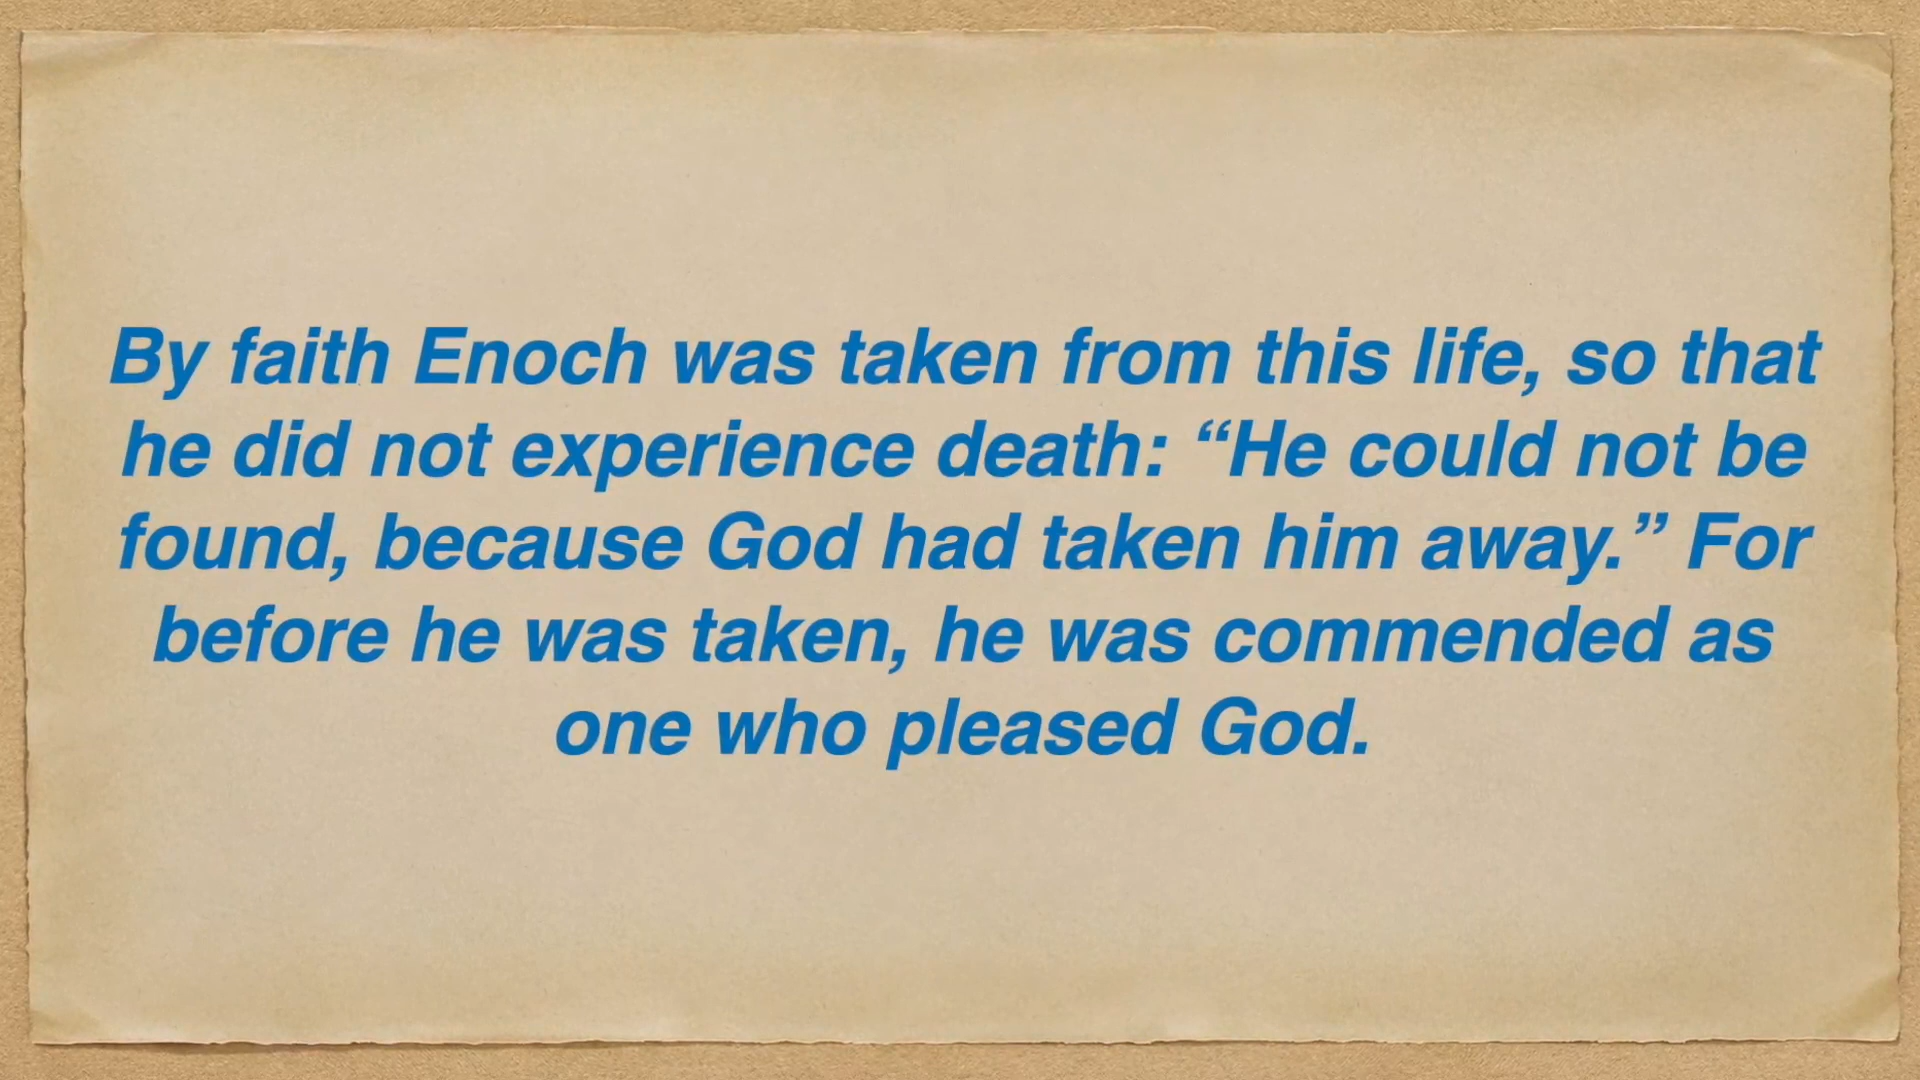 By faith Enoch was taken from this life, so that
he did not experience death: “He could not be
found, because God had taken him away.” For
before he was taken, he was commended as
one who pleased God.